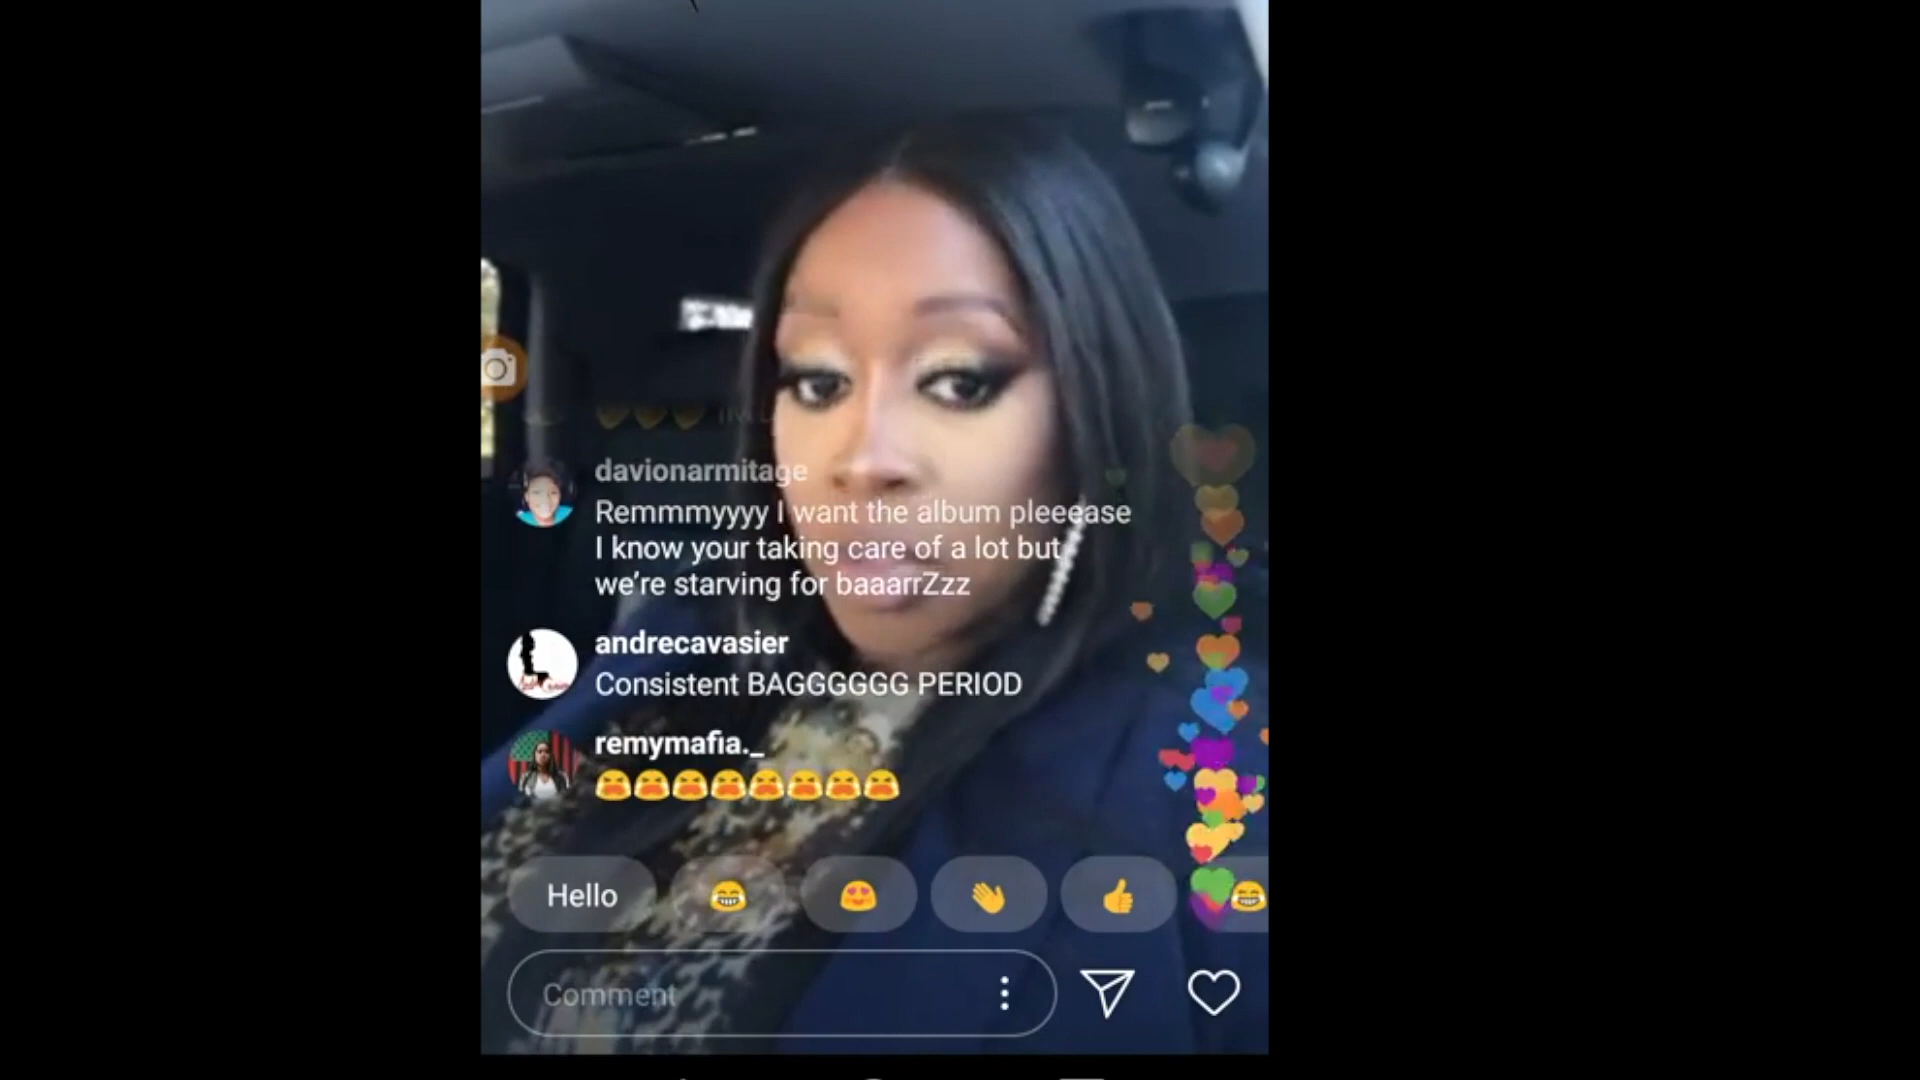 davionarmitage
Remmmyyyy I want the album pleeease
I know your taking care of a lot but
we're starving for baaarrZzz
andrecavasier
Consistent BAGGGGGG PERIOD
remymafia._
😫😫😫😫😫😫😫😫
Hello
Comment